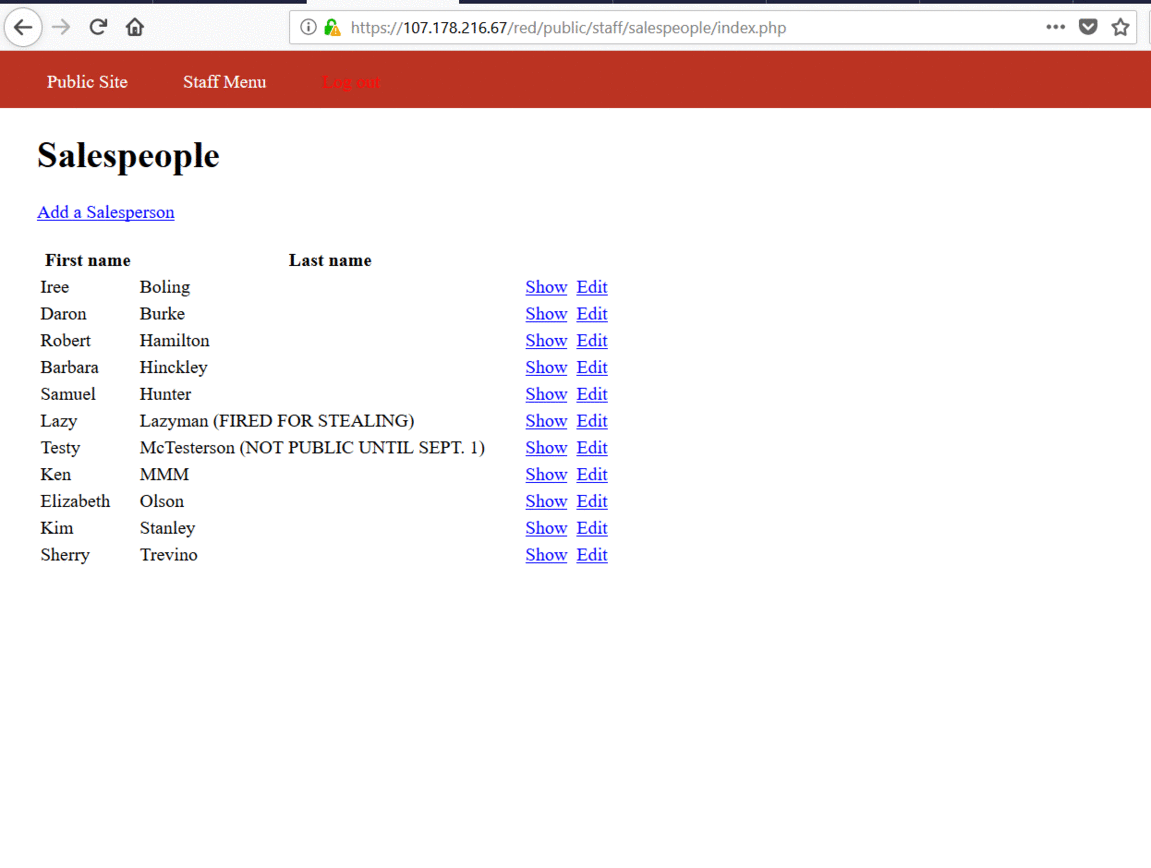 https://107.178.216.67/red/public/staff/salespeople/index.php
Public Site Staff Menu Log out
Salespeople
Add a Salesperson
First name Last name
Iree Boling Show Edit
Daron Burke Show Edit
Robert Hamilton Show Edit
Barbara Hinckley Show Edit
Samuel Hunter Show Edit
Lazy Lazyman (FIRED FOR STEALING) Show Edit
Testy McTesterson (NOT PUBLIC UNTIL SEPT. 1) Show Edit
Ken MMM Show Edit
Elizabeth Olson Show Edit
Kim Stanley Show Edit
Sherry Trevino Show Edit